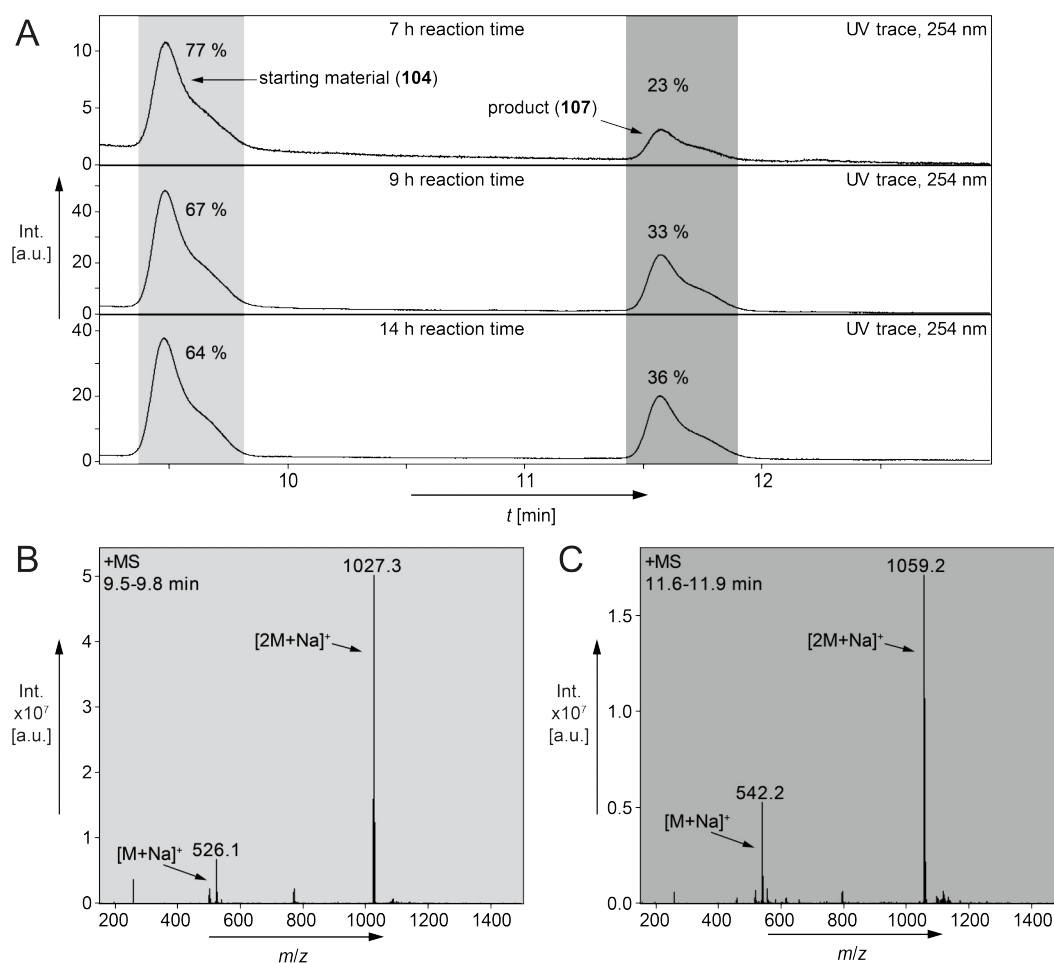 A
7 h reaction time
UV trace, 254 nm
77 %
starting material (104)
23 %
product (107)
10
5
0
9 h reaction time
UV trace, 254 nm
67 %
33 %
Int.
[a.u.]
40
20
0
14 h reaction time
UV trace, 254 nm
64 %
36 %
40
20
0
10 11 12
t [min]
B
+MS
9.5-9.8 min
1027.3
[2M+Na]⁺
[M+Na]⁺
526.1
Int.
x10⁷
[a.u.]
5
4
3
2
1
0
200 400 600 800 1000 1200 1400
m/z
C
+MS
11.6-11.9 min
1059.2
[2M+Na]⁺
542.2
[M+Na]⁺
Int.
x10⁷
[a.u.]
1.5
1.0
0.5
0.0
200 400 600 800 1000 1200 1400
m/z